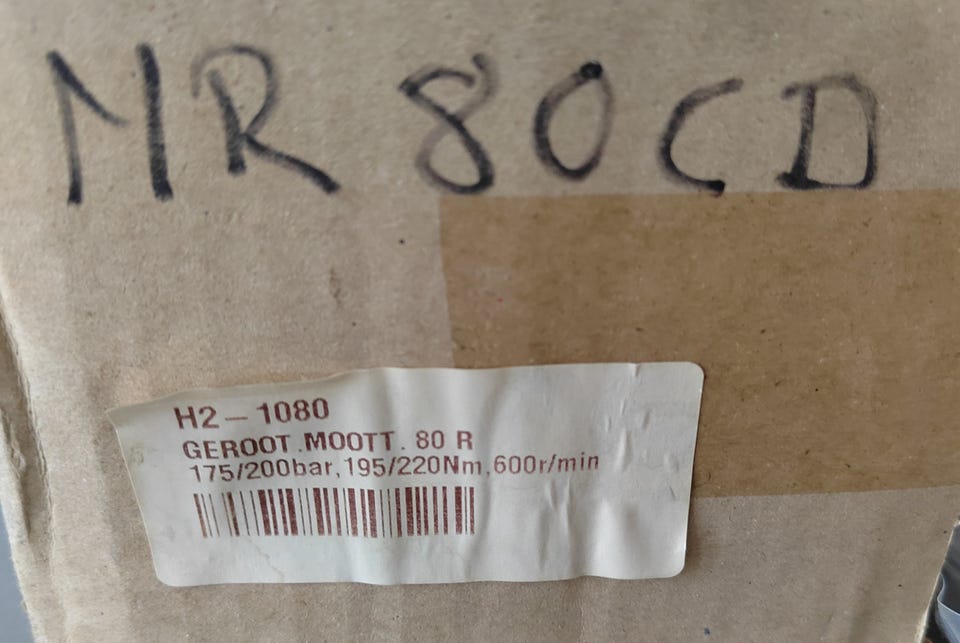 MR 80CD
H2-1080
GEROOT.MOOTT. 80 R
175/200bar,195/220Nm,600r/min